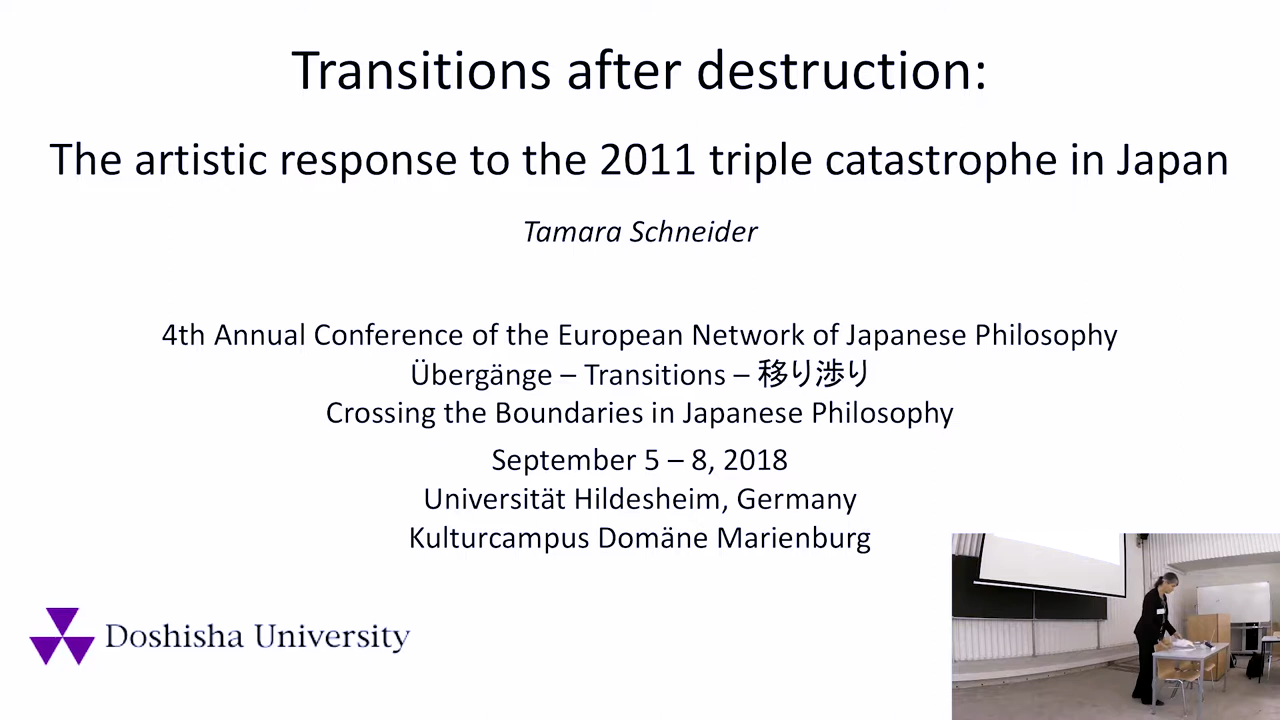 Transitions after destruction:
The artistic response to the 2011 triple catastrophe in Japan
Tamara Schneider
4th Annual Conference of the European Network of Japanese Philosophy
Übergänge – Transitions – 移り渉り
Crossing the Boundaries in Japanese Philosophy
September 5 – 8, 2018
Universität Hildesheim, Germany
Kulturcampus Domäne Marienburg
Doshisha University